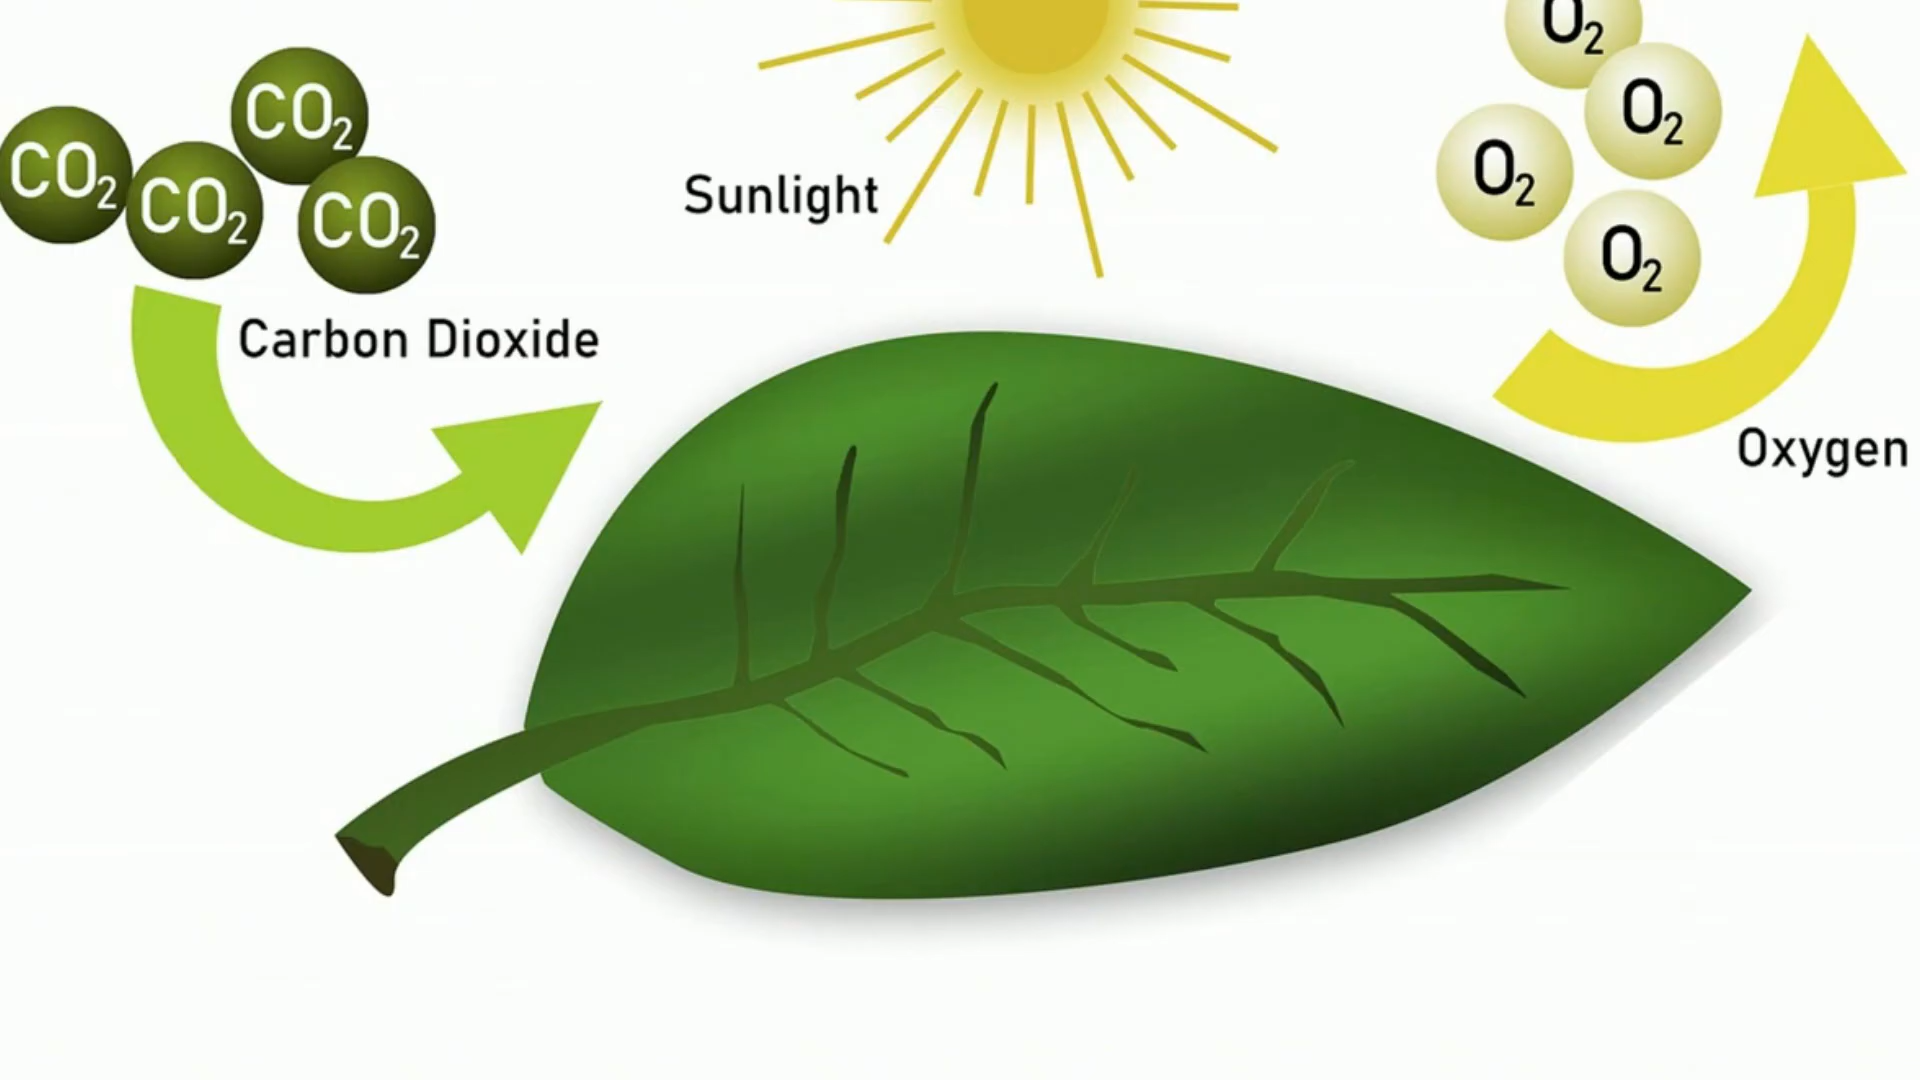 CO₂
CO₂
CO₂
CO₂
Carbon Dioxide
Sunlight
O₂
O₂
O₂
O₂
Oxygen